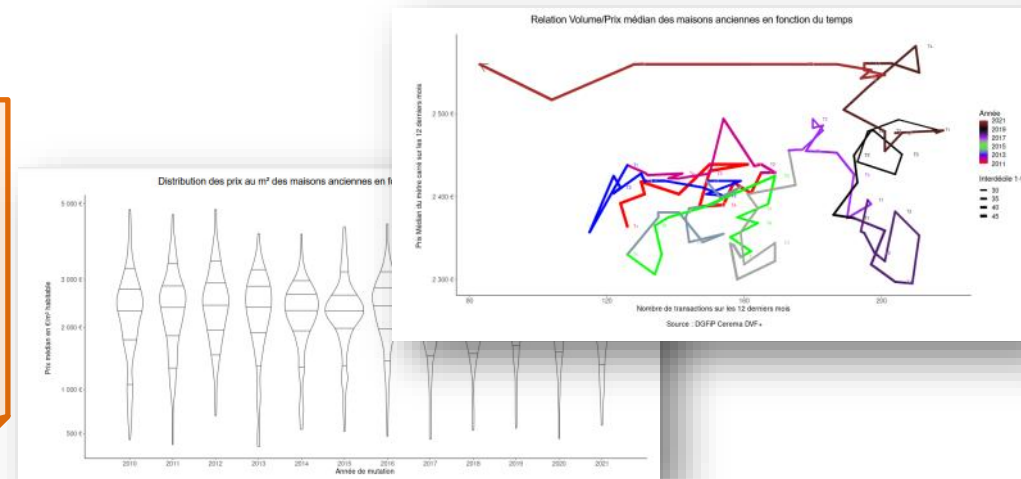 Relation Volume/Prix médian des maisons anciennes en fonction du temps
Prix Médian du mètre carré sur les 12 derniers mois
2 500 €
2 400 €
2 300 €
80
120
160
200
Nombre de transactions sur les 12 derniers mois
Source : DGFiP Cerema DVF+
Année
2021
2019
2017
2015
2013
2011
Interdécile 1-
30
35
40
45
Distribution des prix au m² des maisons anciennes en
Prix médian en €/m² habitable
5 000 €
3 000 €
2 000 €
1 000 €
500 €
2010
2011
2012
2013
2014
2015
2016
2017
2018
2019
2020
2021
Année de mutation